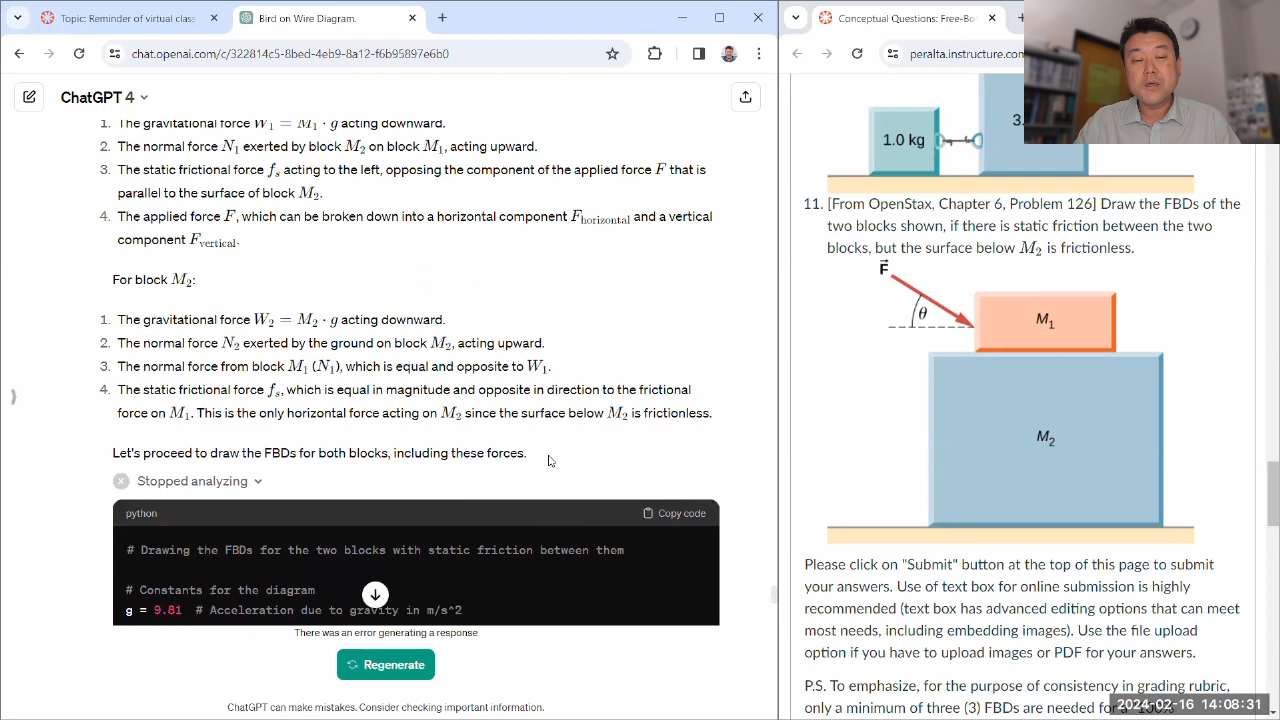 Topic: Reminder of virtual class
Bird on Wire Diagram.
chat.openai.com/c/322814c5-8bed-4eb9-8a12-f6b95897e6b0
ChatGPT 4
1. The gravitational force W₁ = M₁ · g acting downward.
2. The normal force N₁ exerted by block M₂ on block M₁, acting upward.
3. The static frictional force fₛ acting to the left, opposing the component of the applied force F that is
parallel to the surface of block M₂.
4. The applied force F, which can be broken down into a horizontal component F_horizontal and a vertical
component F_vertical.
For block M₂:
1. The gravitational force W₂ = M₂ · g acting downward.
2. The normal force N₂ exerted by the ground on block M₂, acting upward.
3. The normal force from block M₁ (N₁), which is equal and opposite to W₁.
4. The static frictional force fₛ, which is equal in magnitude and opposite in direction to the frictional
force on M₁. This is the only horizontal force acting on M₂ since the surface below M₂ is frictionless.
Let's proceed to draw the FBDs for both blocks, including these forces.
Stopped analyzing
python
Copy code
# Drawing the FBDs for the two blocks with static friction between them
# Constants for the diagram
g = 9.81 # Acceleration due to gravity in m/s^2
There was an error generating a response
Regenerate
ChatGPT can make mistakes. Consider checking important information.
Conceptual Questions: Free-Bo
peralta.instructure.com
1.0 kg
3.
11. [From OpenStax, Chapter 6, Problem 126] Draw the FBDs of the
two blocks shown, if there is static friction between the two
blocks, but the surface below M₂ is frictionless.
F
θ
M₁
M₂
Please click on "Submit" button at the top of this page to submit
your answers. Use of text box for online submission is highly
recommended (text box has advanced editing options that can meet
most needs, including embedding images). Use the file upload
option if you have to upload images or PDF for your answers.
P.S. To emphasize, for the purpose of consistency in grading rubric,
only a minimum of three (3) FBDs are needed for a 100%
2024-02-16 14:08:31